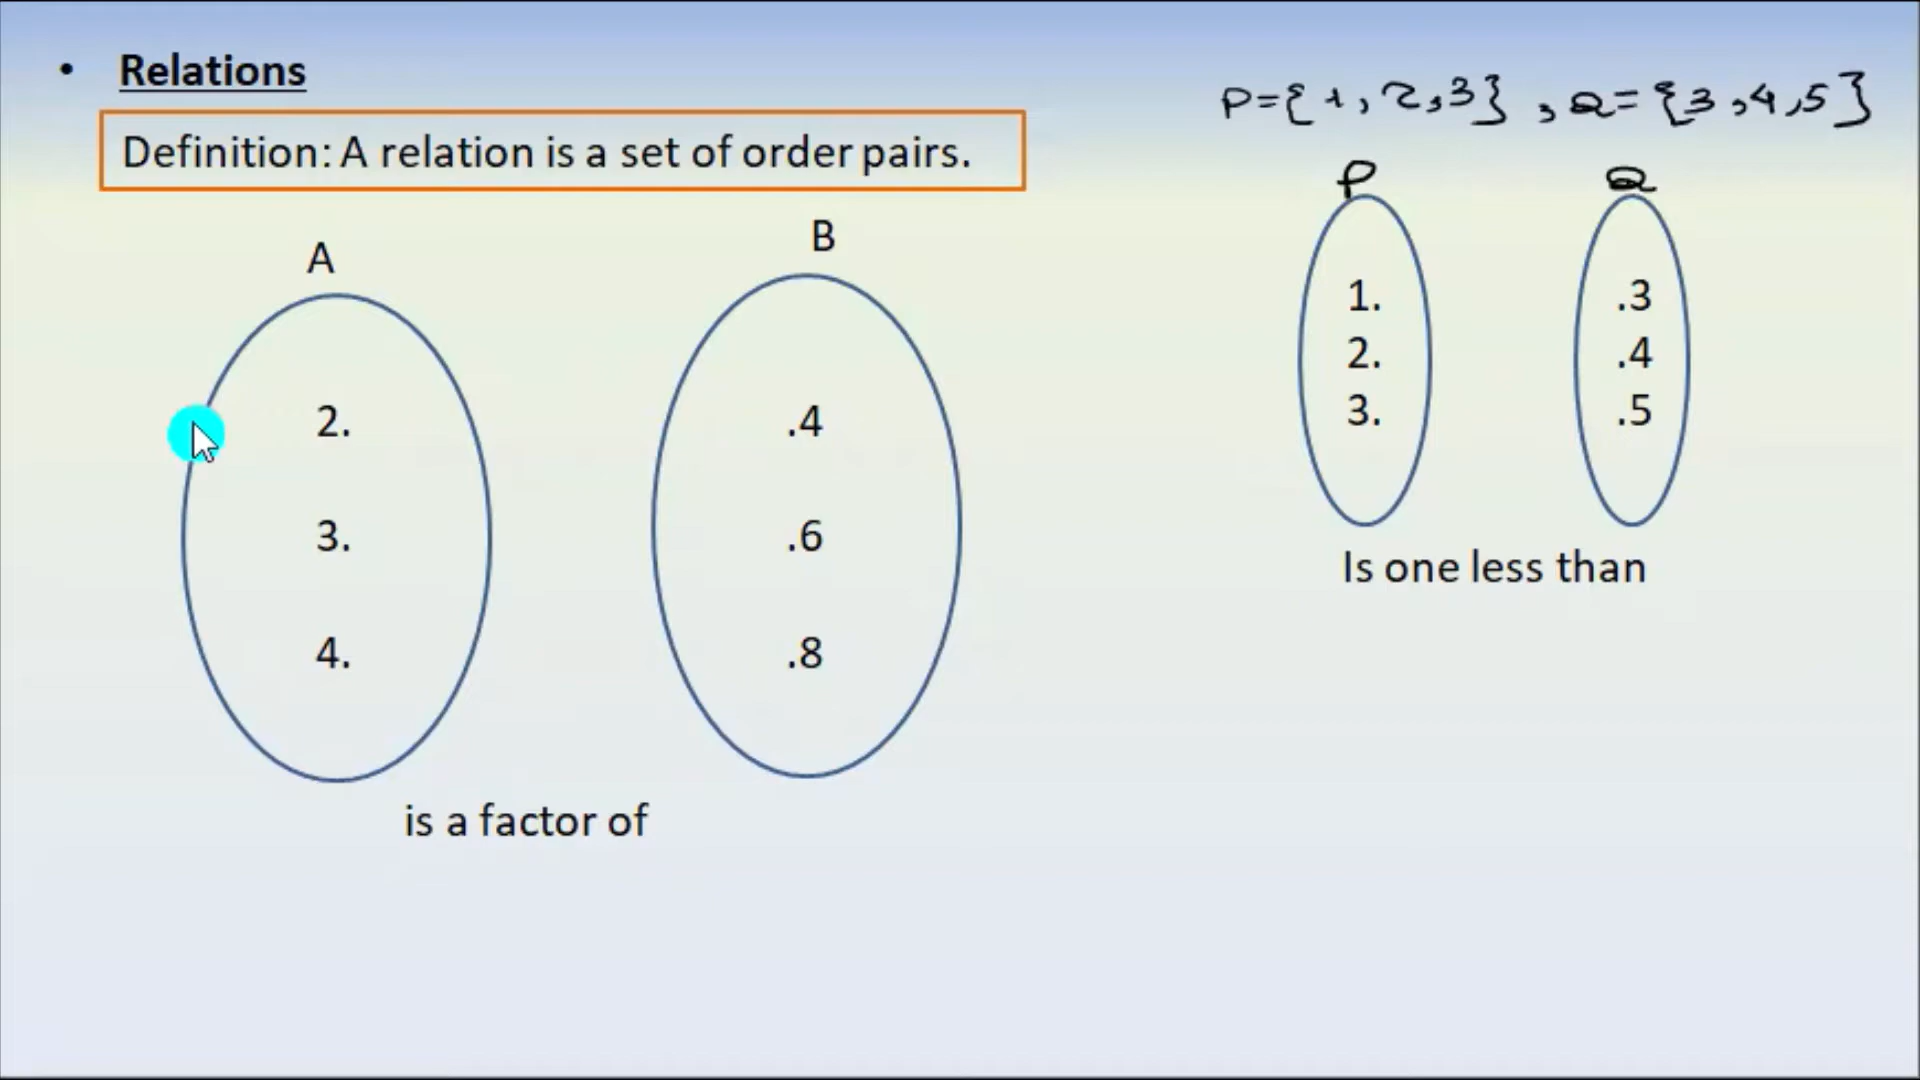 • Relations
Definition: A relation is a set of order pairs.
A
B
2.
3.
4.
.4
.6
.8
is a factor of
P={1,2,3} ,Q={3,4,5}
P
Q
1.
2.
3.
.3
.4
.5
Is one less than